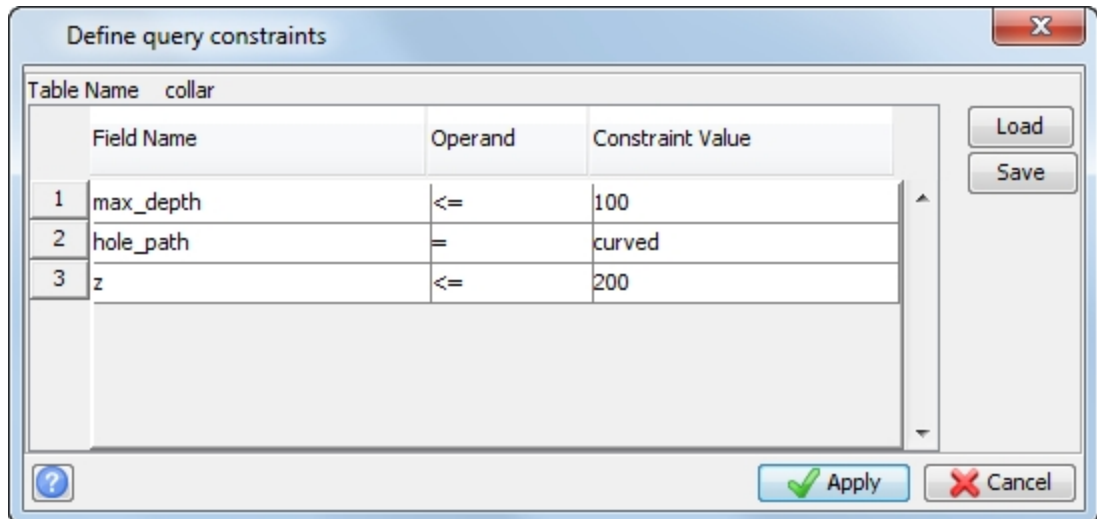 Define query constraints
Table Name collar
Field Name Operand Constraint Value
1 max_depth <= 100
2 hole_path = curved
3 z <= 200
Load
Save
? Apply Cancel